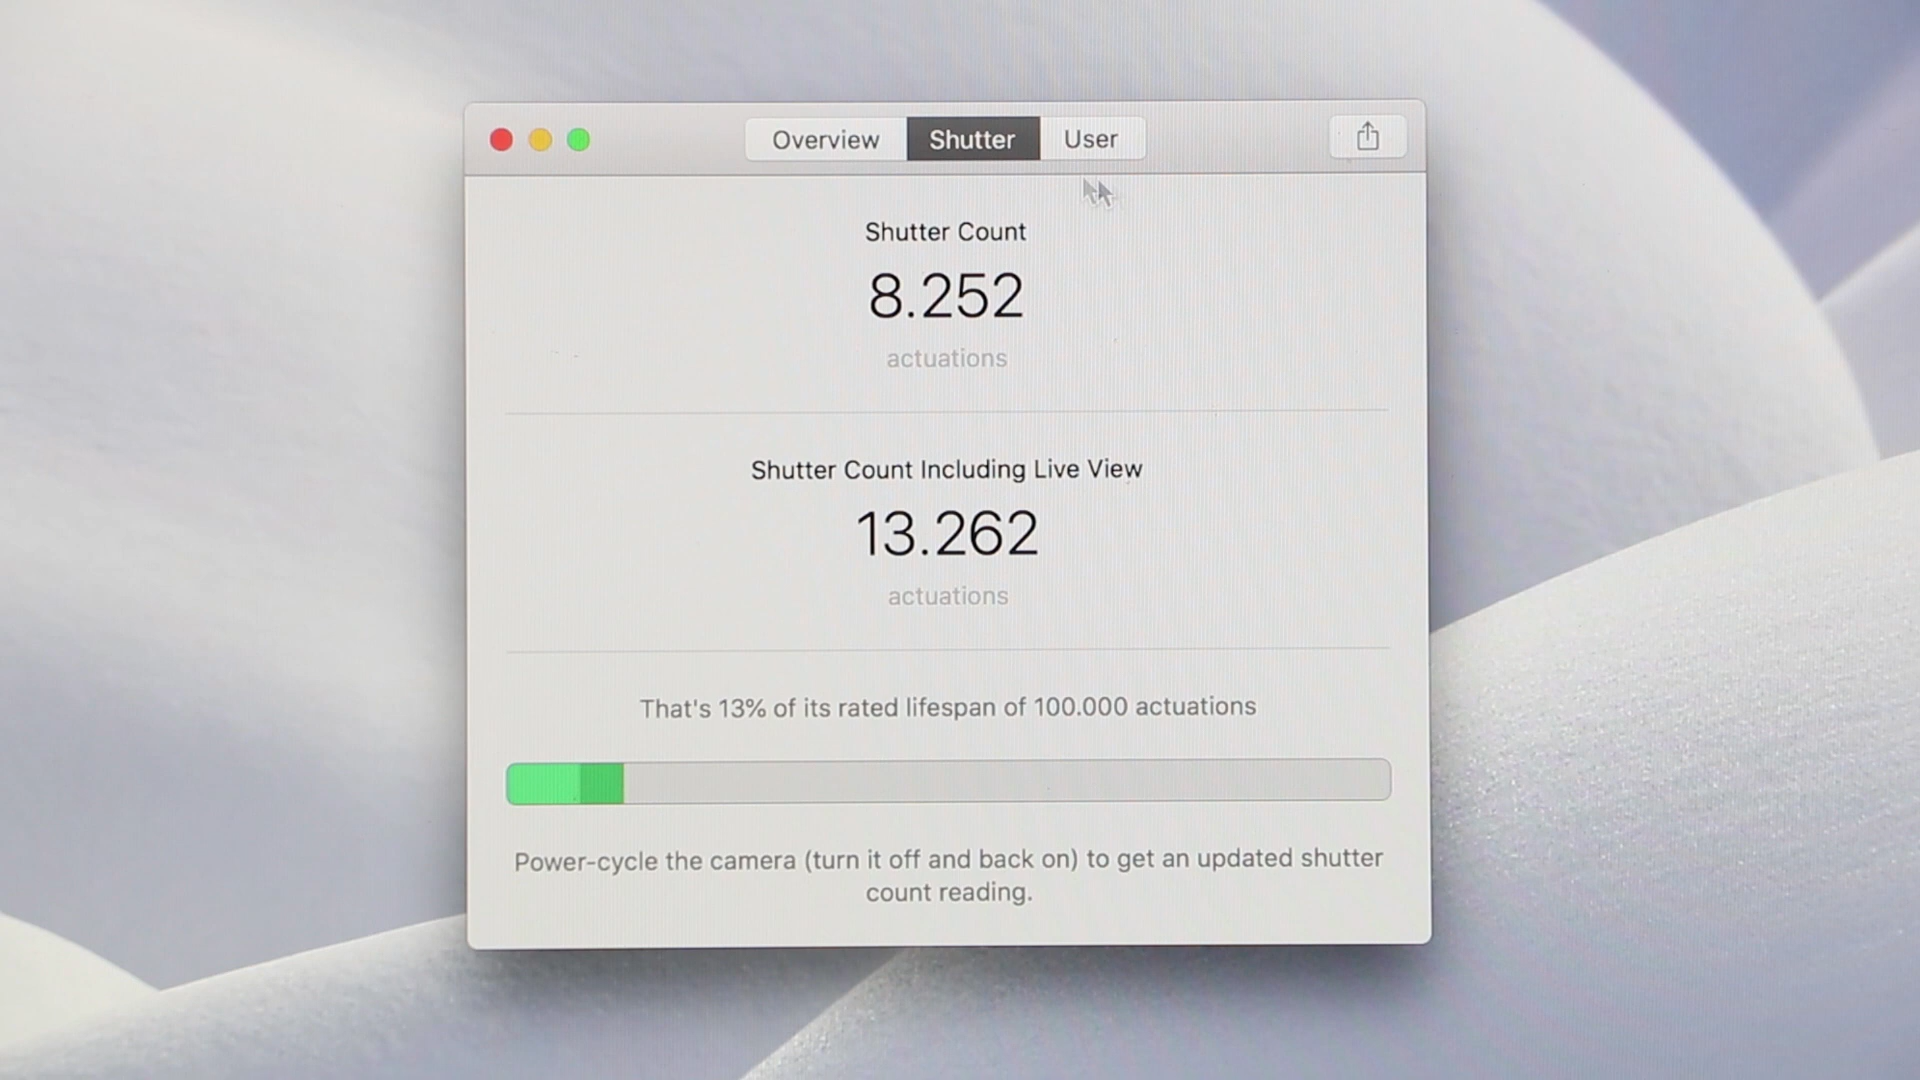 Overview Shutter User
Shutter Count
8.252
actuations
Shutter Count Including Live View
13.262
actuations
That's 13% of its rated lifespan of 100.000 actuations
Power-cycle the camera (turn it off and back on) to get an updated shutter
count reading.